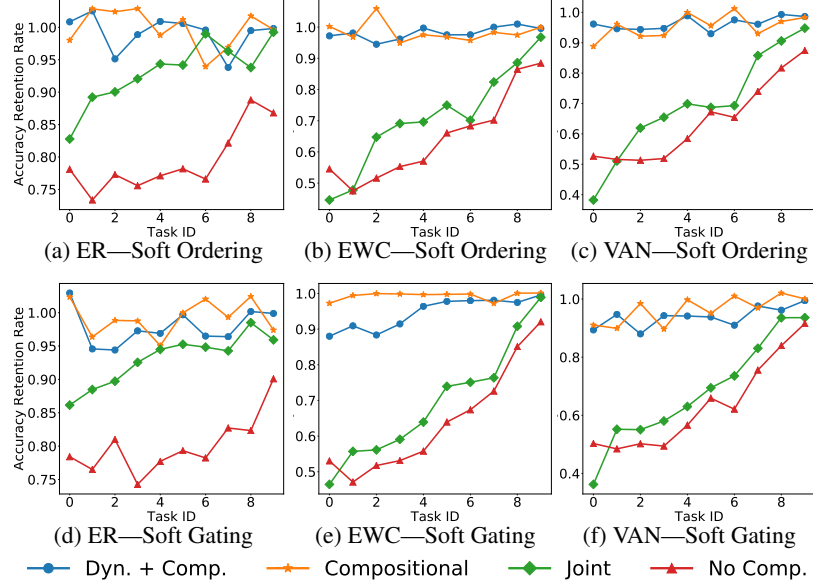 1.00
0.95
0.90
0.85
0.80
0.75
Accuracy Retention Rate
0 2 4 6 8
Task ID
(a) ER—Soft Ordering
1.0
0.9
0.8
0.7
0.6
0.5
0 2 4 6 8
Task ID
(b) EWC—Soft Ordering
1.0
0.9
0.8
0.7
0.6
0.5
0.4
0 2 4 6 8
Task ID
(c) VAN—Soft Ordering
1.00
0.95
0.90
0.85
0.80
0.75
Accuracy Retention Rate
0 2 4 6 8
Task ID
(d) ER—Soft Gating
1.0
0.9
0.8
0.7
0.6
0.5
0 2 4 6 8
Task ID
(e) EWC—Soft Gating
1.0
0.8
0.6
0.4
0 2 4 6 8
Task ID
(f) VAN—Soft Gating
Dyn. + Comp. Compositional Joint No Comp.